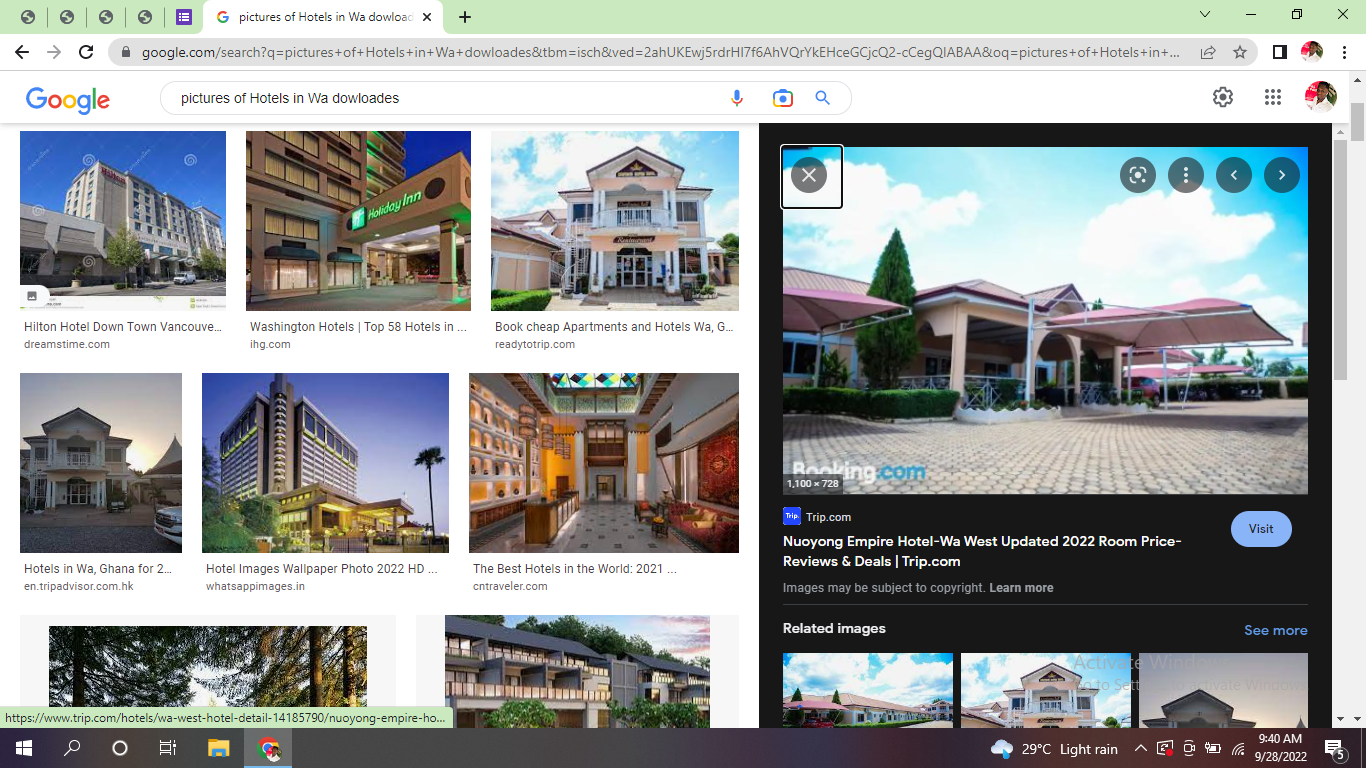 pictures of Hotels in Wa dowload
google.com/search?q=pictures+of+Hotels+in+Wa+dowloades&tbm=isch&ved=2ahUKEwj5rdrHl7f6AhVQrYkEHceGCjcQ2-cCegQIABAA&oq=pictures+of+Hotels+in+...
Google
pictures of Hotels in Wa dowloades
Hilton
Holiday Inn
Restaurant
Hilton Hotel Down Town Vancouve...
dreamstime.com
Washington Hotels | Top 58 Hotels in ...
ihg.com
Book cheap Apartments and Hotels Wa, G...
readytotrip.com
Hotels in Wa, Ghana for 2...
en.tripadvisor.com.hk
Hotel Images Wallpaper Photo 2022 HD ...
whatsappimages.in
The Best Hotels in the World: 2021 ...
cntraveler.com
Booking.com
1,100 × 728
Trip.
Trip.com
Visit
Nuoyong Empire Hotel-Wa West Updated 2022 Room Price-
Reviews & Deals | Trip.com
Images may be subject to copyright. Learn more
Related images
See more
Activate Windows
Go to Settings to activate Windows.
https://www.trip.com/hotels/wa-west-hotel-detail-14185790/nuoyong-empire-ho...
29°C Light rain
9:40 AM
9/28/2022
5